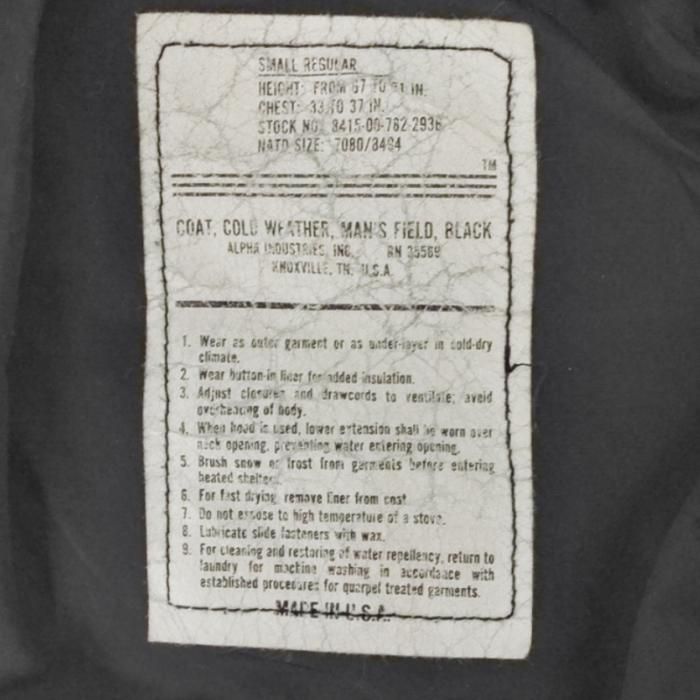 SMALL REGULAR
HEIGHT: FROM 67 TO 71 IN.
CHEST: 33 TO 37 IN.
STOCK NO. 8415-00-762-2936
NATO SIZE: 7080/8494
TM
COAT, COLD WEATHER, MAN'S FIELD, BLACK
ALPHA INDUSTRIES, INC. RN 35569
KNOXVILLE, TN, U.S.A.
1. Wear as outer garment or as under-layer in cold-dry
climate.
2. Wear button-in liner for added insulation.
3. Adjust closures and drawcords to ventilate; avoid
overheating of body.
4. When hood is used, lower extension shall be worn over
neck opening, preventing water entering opening.
5. Brush snow or frost from garments before entering
heated shelter.
6. For fast drying, remove liner from coat.
7. Do not expose to high temperature of a stove.
8. Lubricate slide fasteners with wax.
9. For cleaning and restoring of water repellency, return to
laundry for machine washing in accordance with
established procedures for quarpel treated garments.
MADE IN U.S.A.